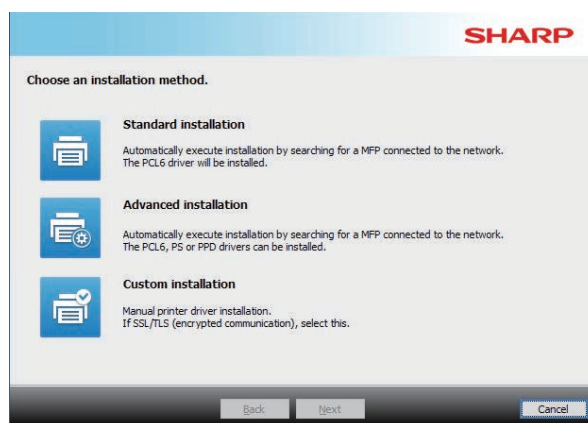 SHARP
Choose an installation method.
Standard installation
Automatically execute installation by searching for a MFP connected to the network.
The PCL6 driver will be installed.
Advanced installation
Automatically execute installation by searching for a MFP connected to the network.
The PCL6, PS or PPD drivers can be installed.
Custom installation
Manual printer driver installation.
If SSL/TLS (encrypted communication), select this.
Back Next Cancel